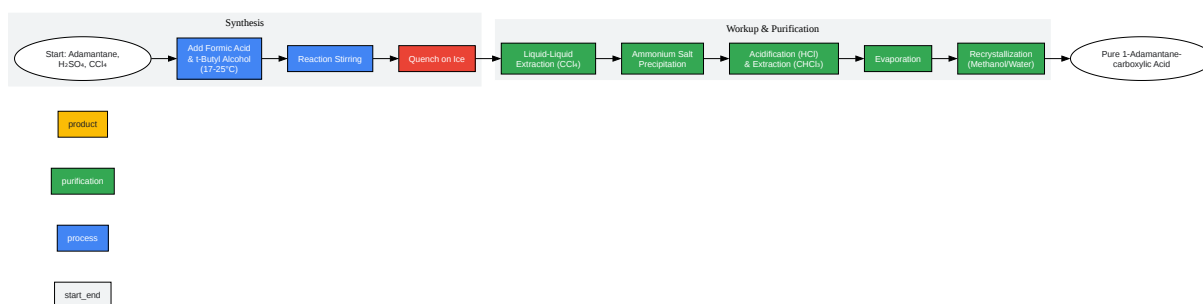 Synthesis
Start: Adamantane,
H₂SO₄, CCl₄
Add Formic Acid
& t-Butyl Alcohol
(17-25°C)
Reaction Stirring
Quench on Ice
Workup & Purification
Liquid-Liquid
Extraction (CCl₄)
Ammonium Salt
Precipitation
Acidification (HCl)
& Extraction (CHCl₃)
Evaporation
Recrystallization
(Methanol/Water)
Pure 1-Adamantane-
carboxylic Acid
product
purification
process
start_end